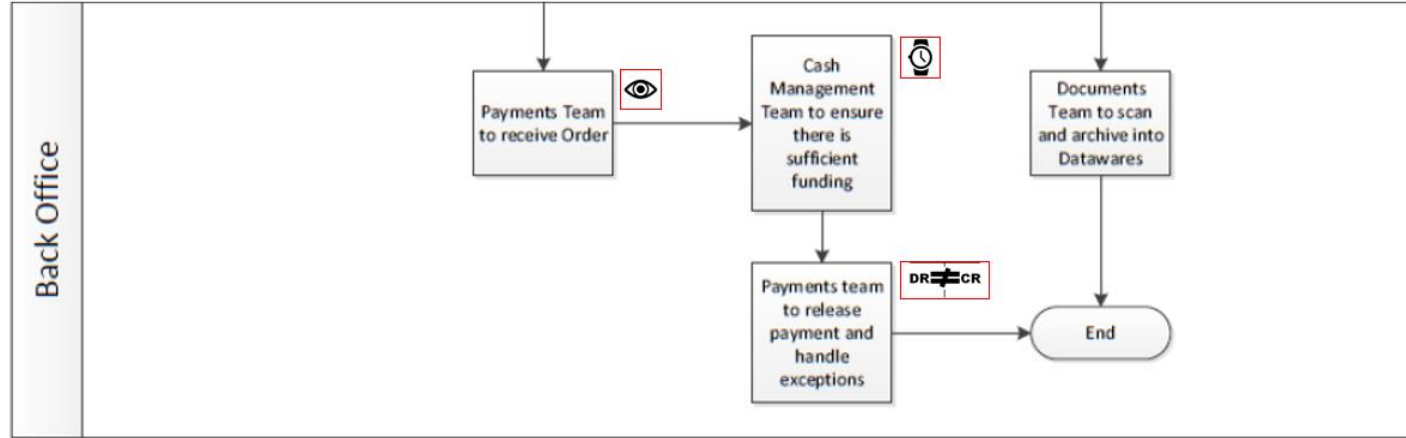 Back Office
Payments Team
to receive Order
Cash
Management
Team to ensure
there is
sufficient
funding
Documents
Team to scan
and archive into
Datawares
Payments team
to release
payment and
handle
exceptions
DR≠CR
End